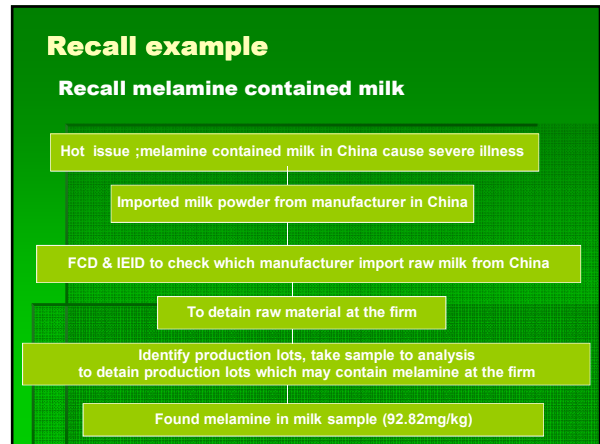 Recall example
Recall melamine contained milk
Hot issue ;melamine contained milk in China cause severe illness
Imported milk powder from manufacturer in China
FCD & IEID to check which manufacturer import raw milk from China
To detain raw material at the firm
Identify production lots, take sample to analysis
to detain production lots which may contain melamine at the firm
Found melamine in milk sample (92.82mg/kg)